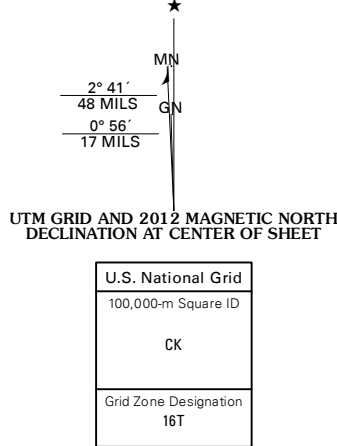 MN
2° 41´
48 MILS
GN
0° 56´
17 MILS
UTM GRID AND 2012 MAGNETIC NORTH
DECLINATION AT CENTER OF SHEET
U.S. National Grid
100,000-m Square ID
CK
Grid Zone Designation
16T